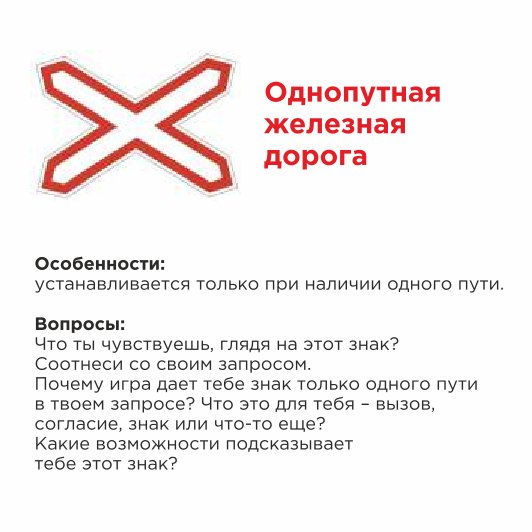 Однопутная
железная
дорога
Особенности:
устанавливается только при наличии одного пути.
Вопросы:
Что ты чувствуешь, глядя на этот знак?
Соотнеси со своим запросом.
Почему игра дает тебе знак только одного пути
в твоем запросе? Что это для тебя – вызов,
согласие, знак или что-то еще?
Какие возможности подсказывает
тебе этот знак?